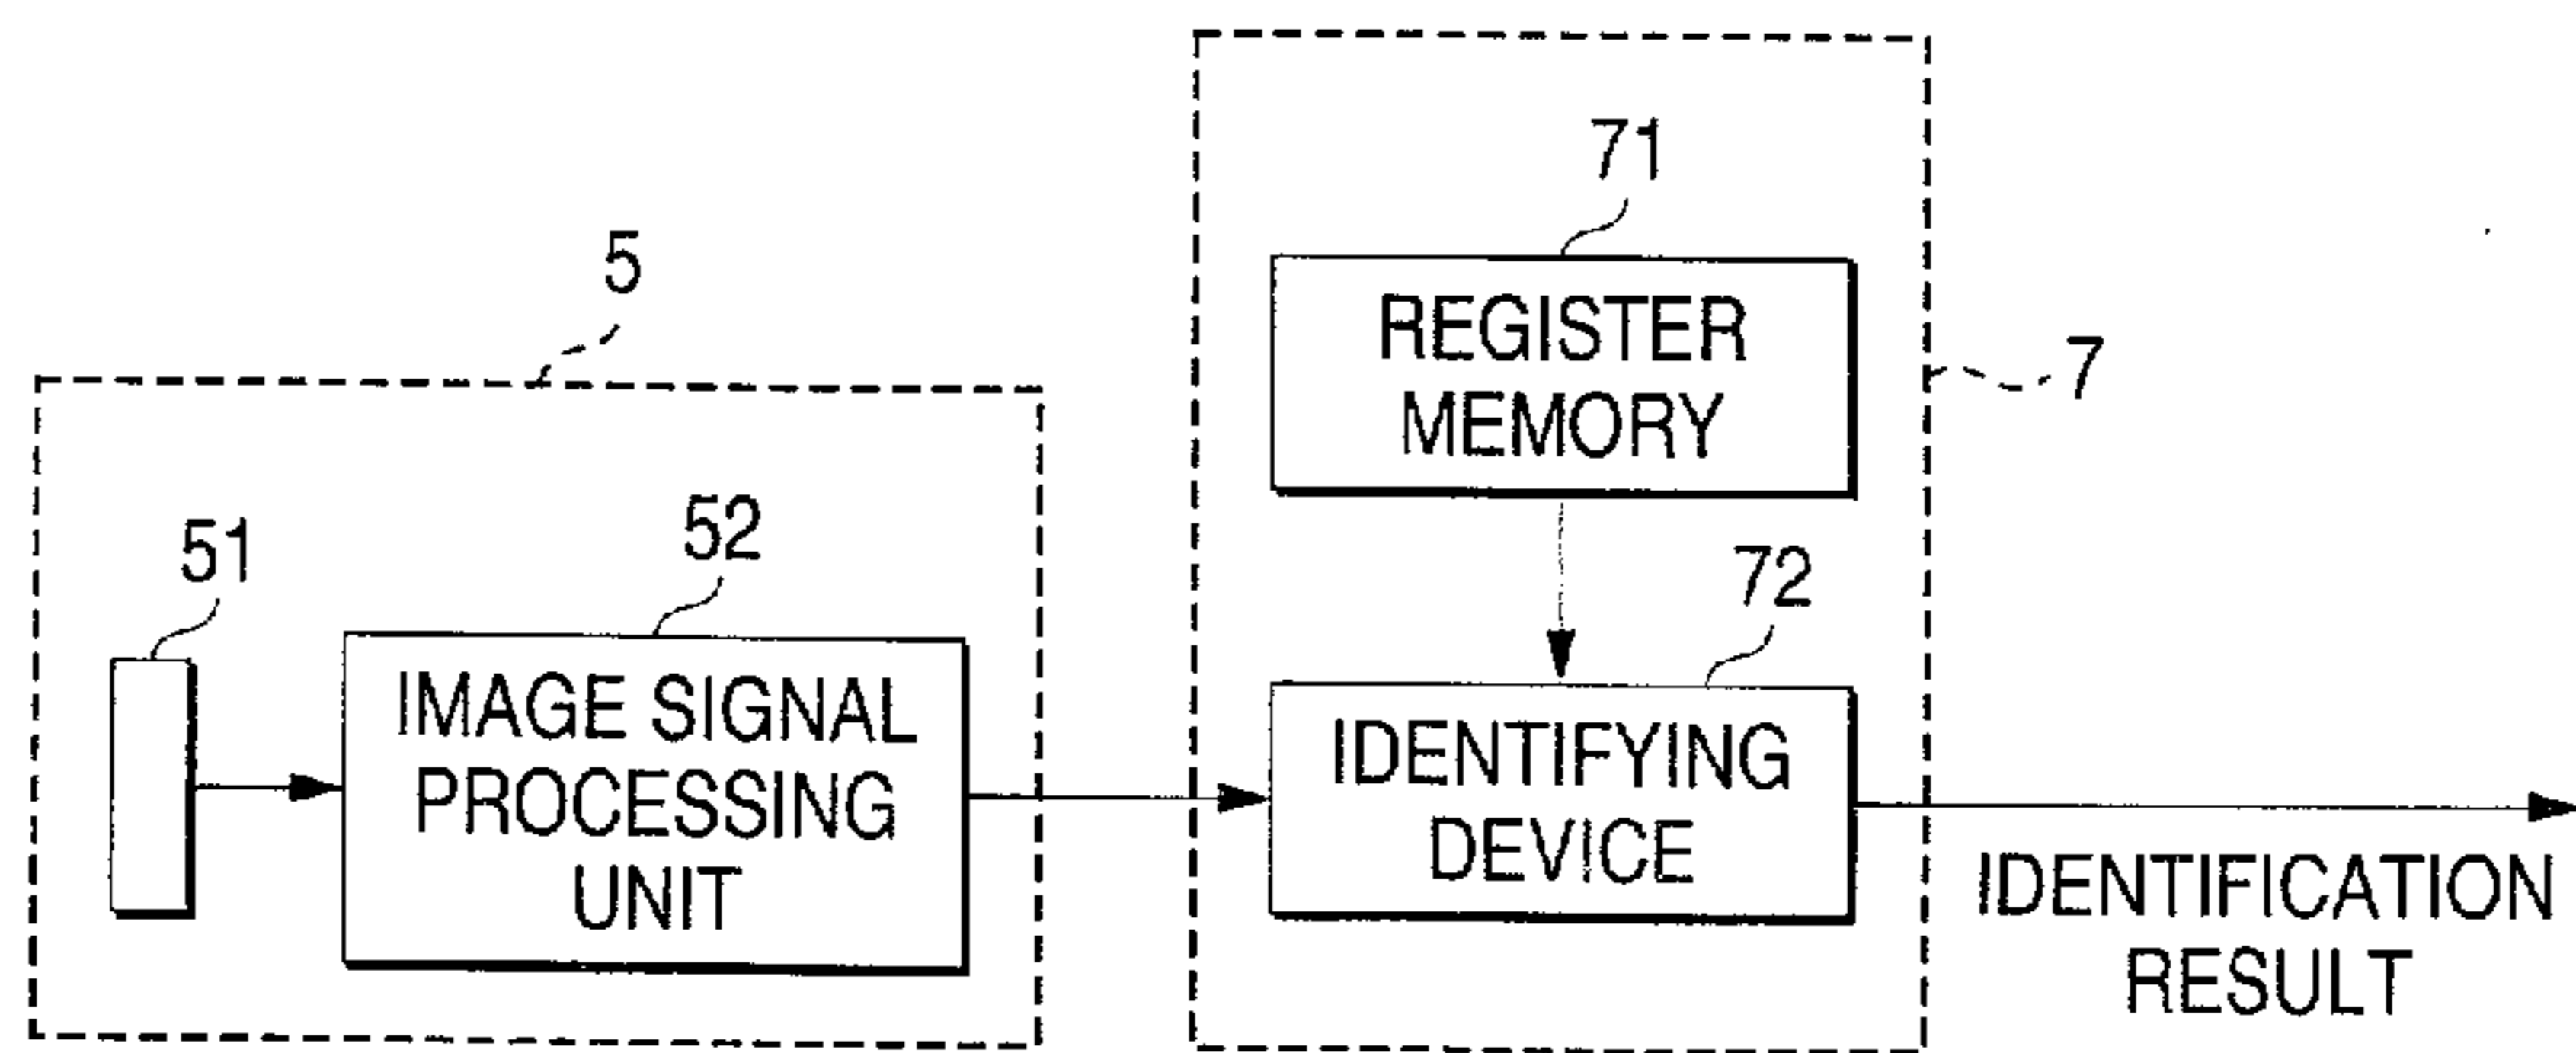 5
51
52
IMAGE SIGNAL
PROCESSING
UNIT
71
REGISTER
MEMORY
7
72
IDENTIFYING
DEVICE
IDENTIFICATION
RESULT